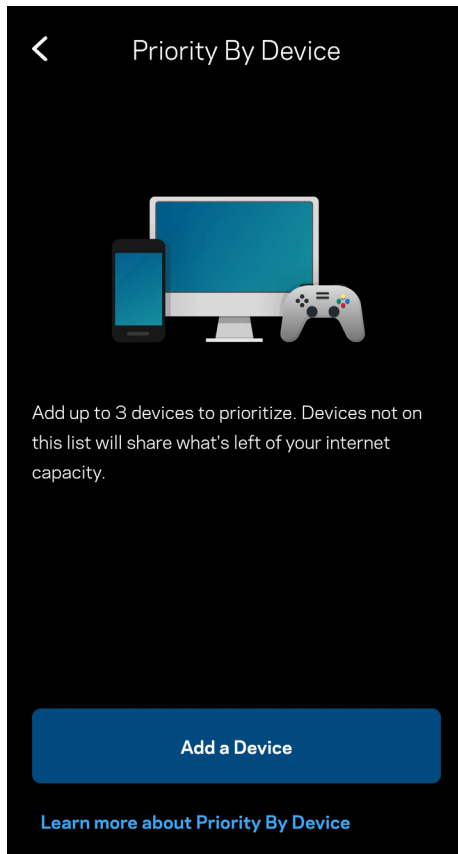 Priority By Device
Add up to 3 devices to prioritize. Devices not on
this list will share what's left of your internet
capacity.
Add a Device
Learn more about Priority By Device